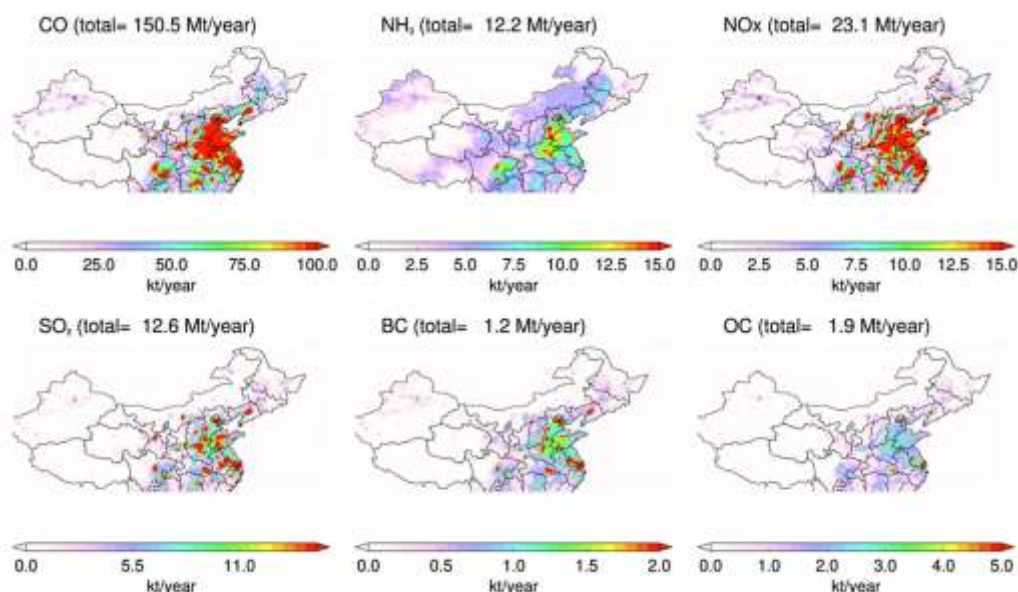 CO (total= 150.5 Mt/year)
NH₃ (total= 12.2 Mt/year)
NOx (total= 23.1 Mt/year)
0.0 25.0 50.0 75.0 100.0
kt/year
0.0 2.5 5.0 7.5 10.0 12.5 15.0
kt/year
0.0 2.5 5.0 7.5 10.0 12.5 15.0
kt/year
SO₂ (total= 12.6 Mt/year)
BC (total= 1.2 Mt/year)
OC (total= 1.9 Mt/year)
0.0 5.5 11.0
kt/year
0.0 0.5 1.0 1.5 2.0
kt/year
0.0 1.0 2.0 3.0 4.0 5.0
kt/year